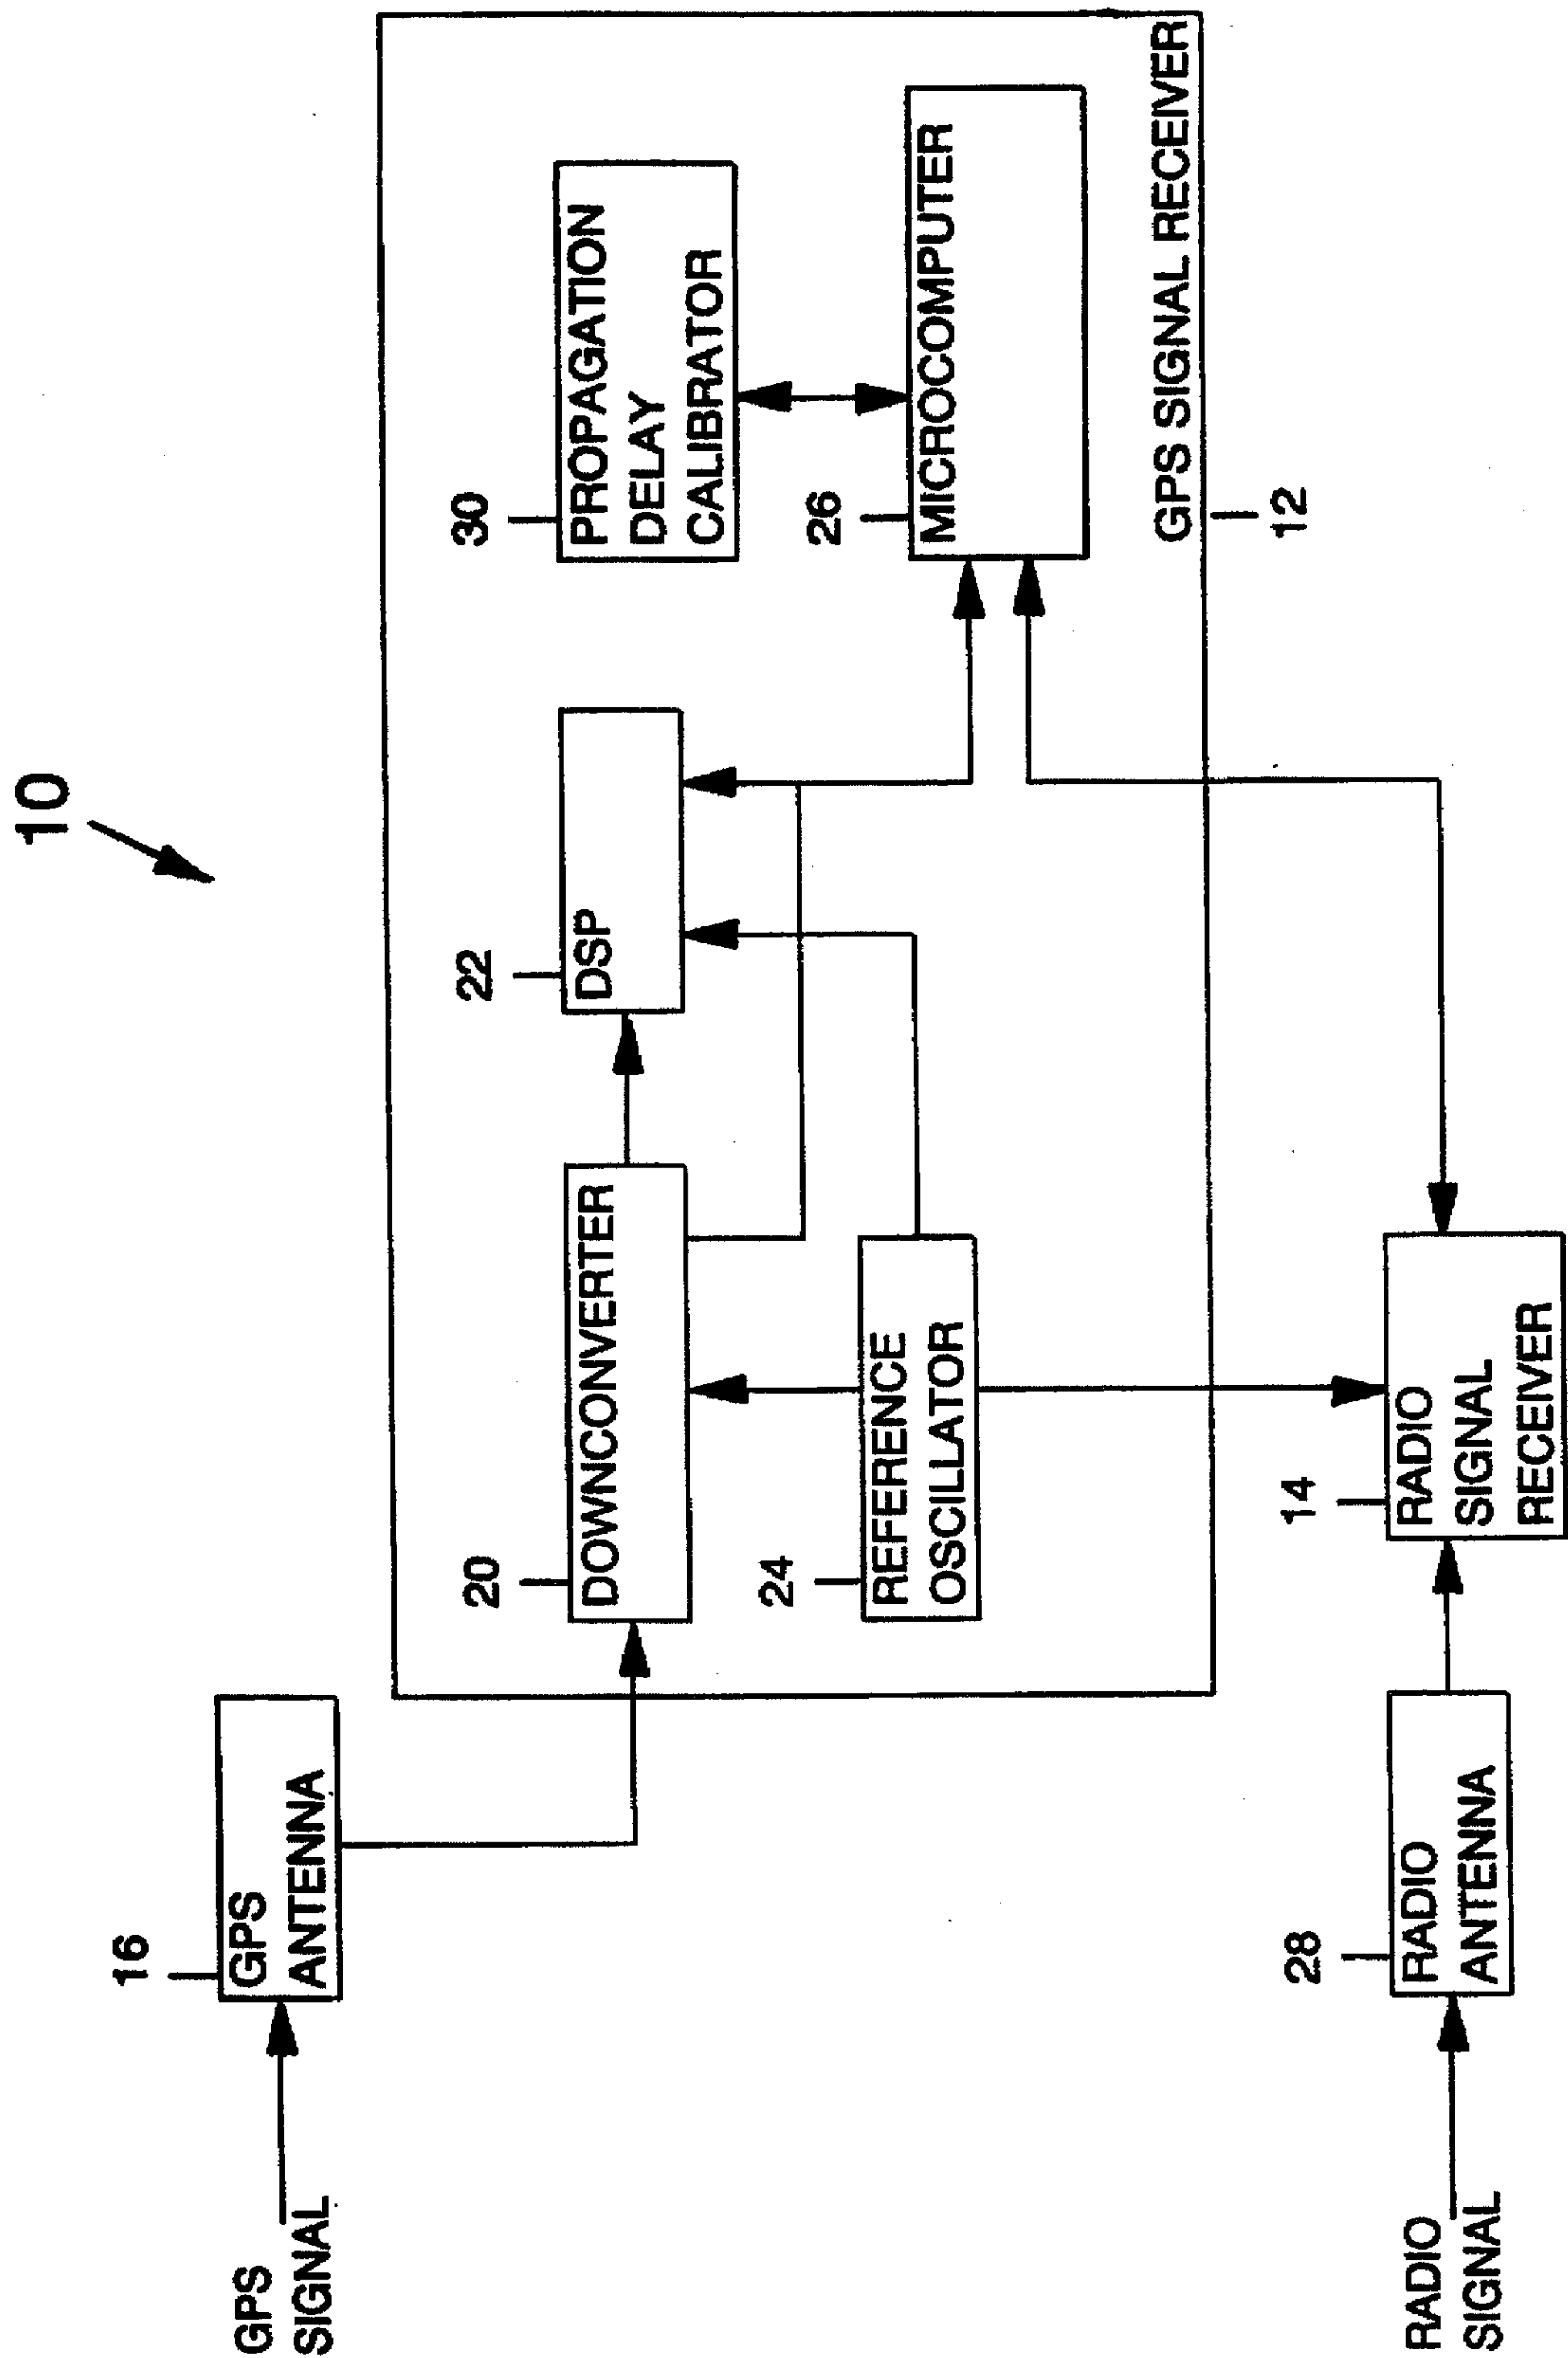 10
16
GPS
ANTENNA
GPS
SIGNAL
20
DOWNCONVERTER
22
DSP
30
PROPAGATION
DELAY
CALIBRATOR
24
REFERENCE
OSCILLATOR
26
MICROCOMPUTER
GPS SIGNAL RECEIVER
12
28
RADIO
ANTENNA
RADIO
SIGNAL
14
RADIO
SIGNAL
RECEIVER